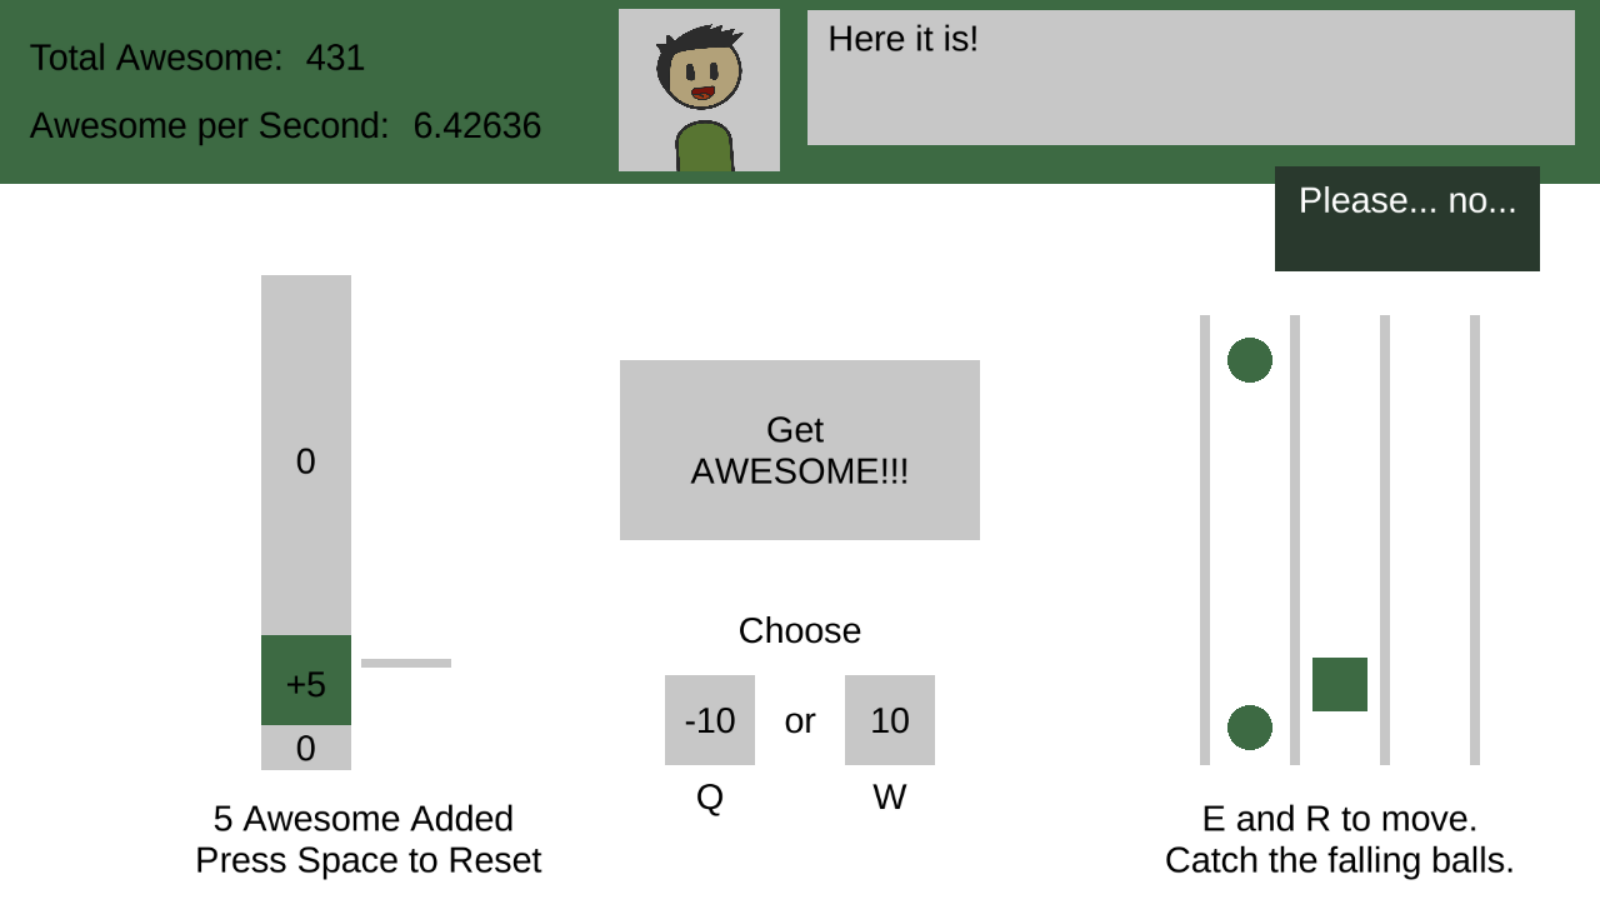 Total Awesome: 431
Awesome per Second: 6.42636
Here it is!
Please... no...
0
+5
0
5 Awesome Added
Press Space to Reset
Get
AWESOME!!!
Choose
-10 or 10
Q W
E and R to move.
Catch the falling balls.